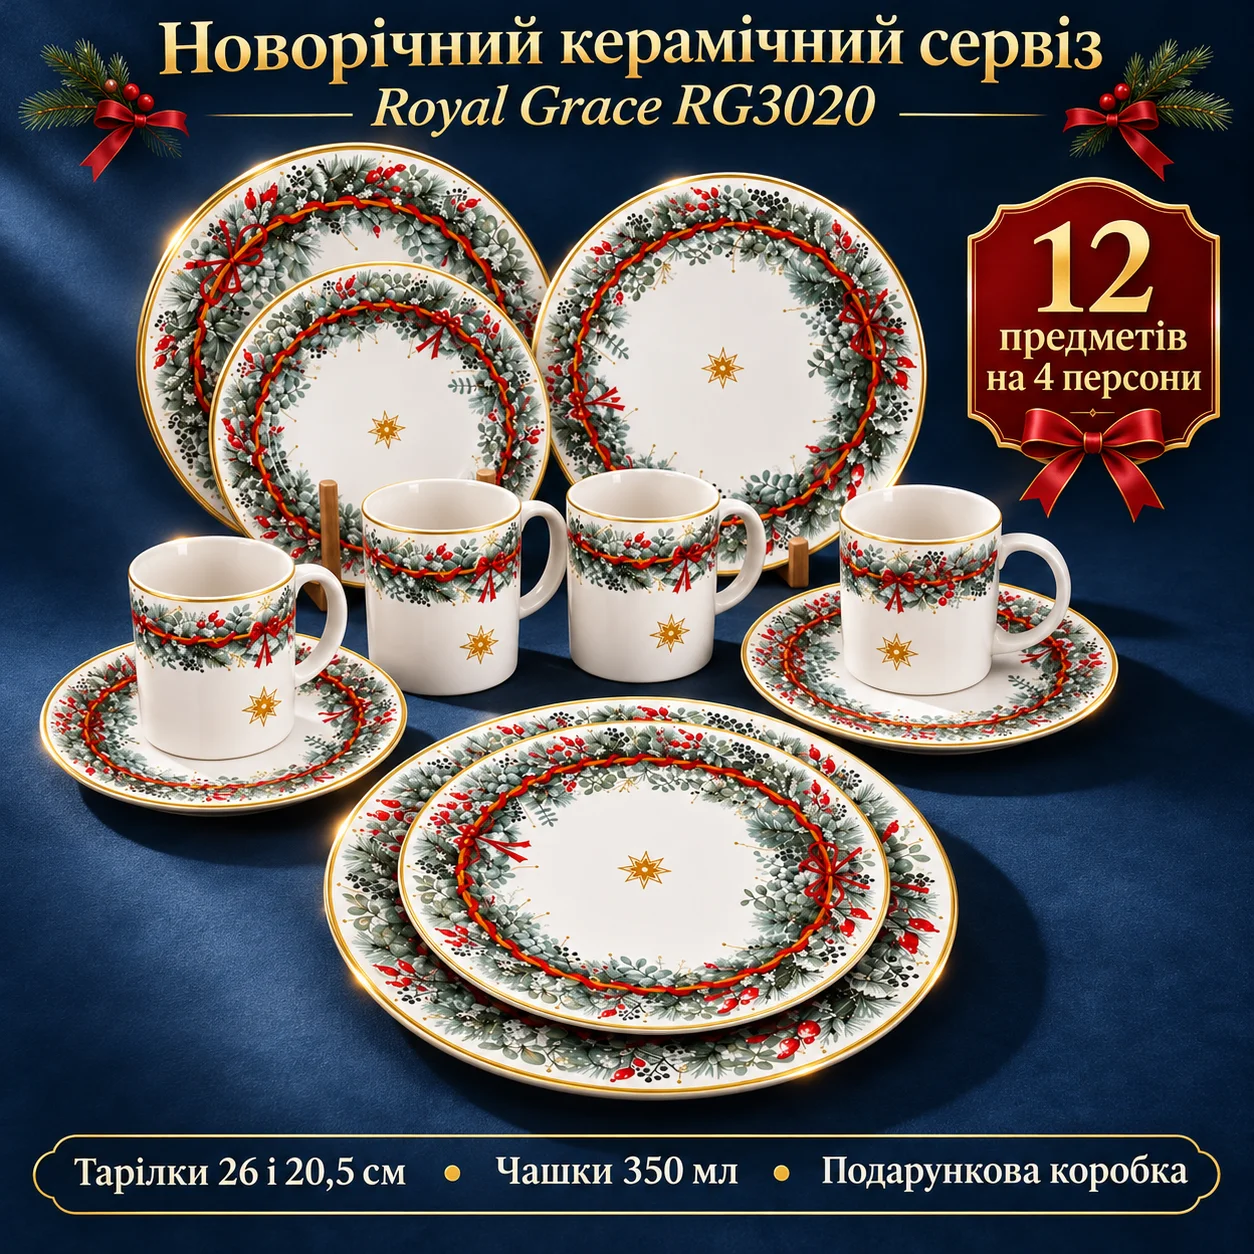 Новорічний керамічний сервіз
Royal Grace RG3020
12
предметів
на 4 персони
Тарілки 26 і 20,5 см • Чашки 350 мл • Подарункова коробка